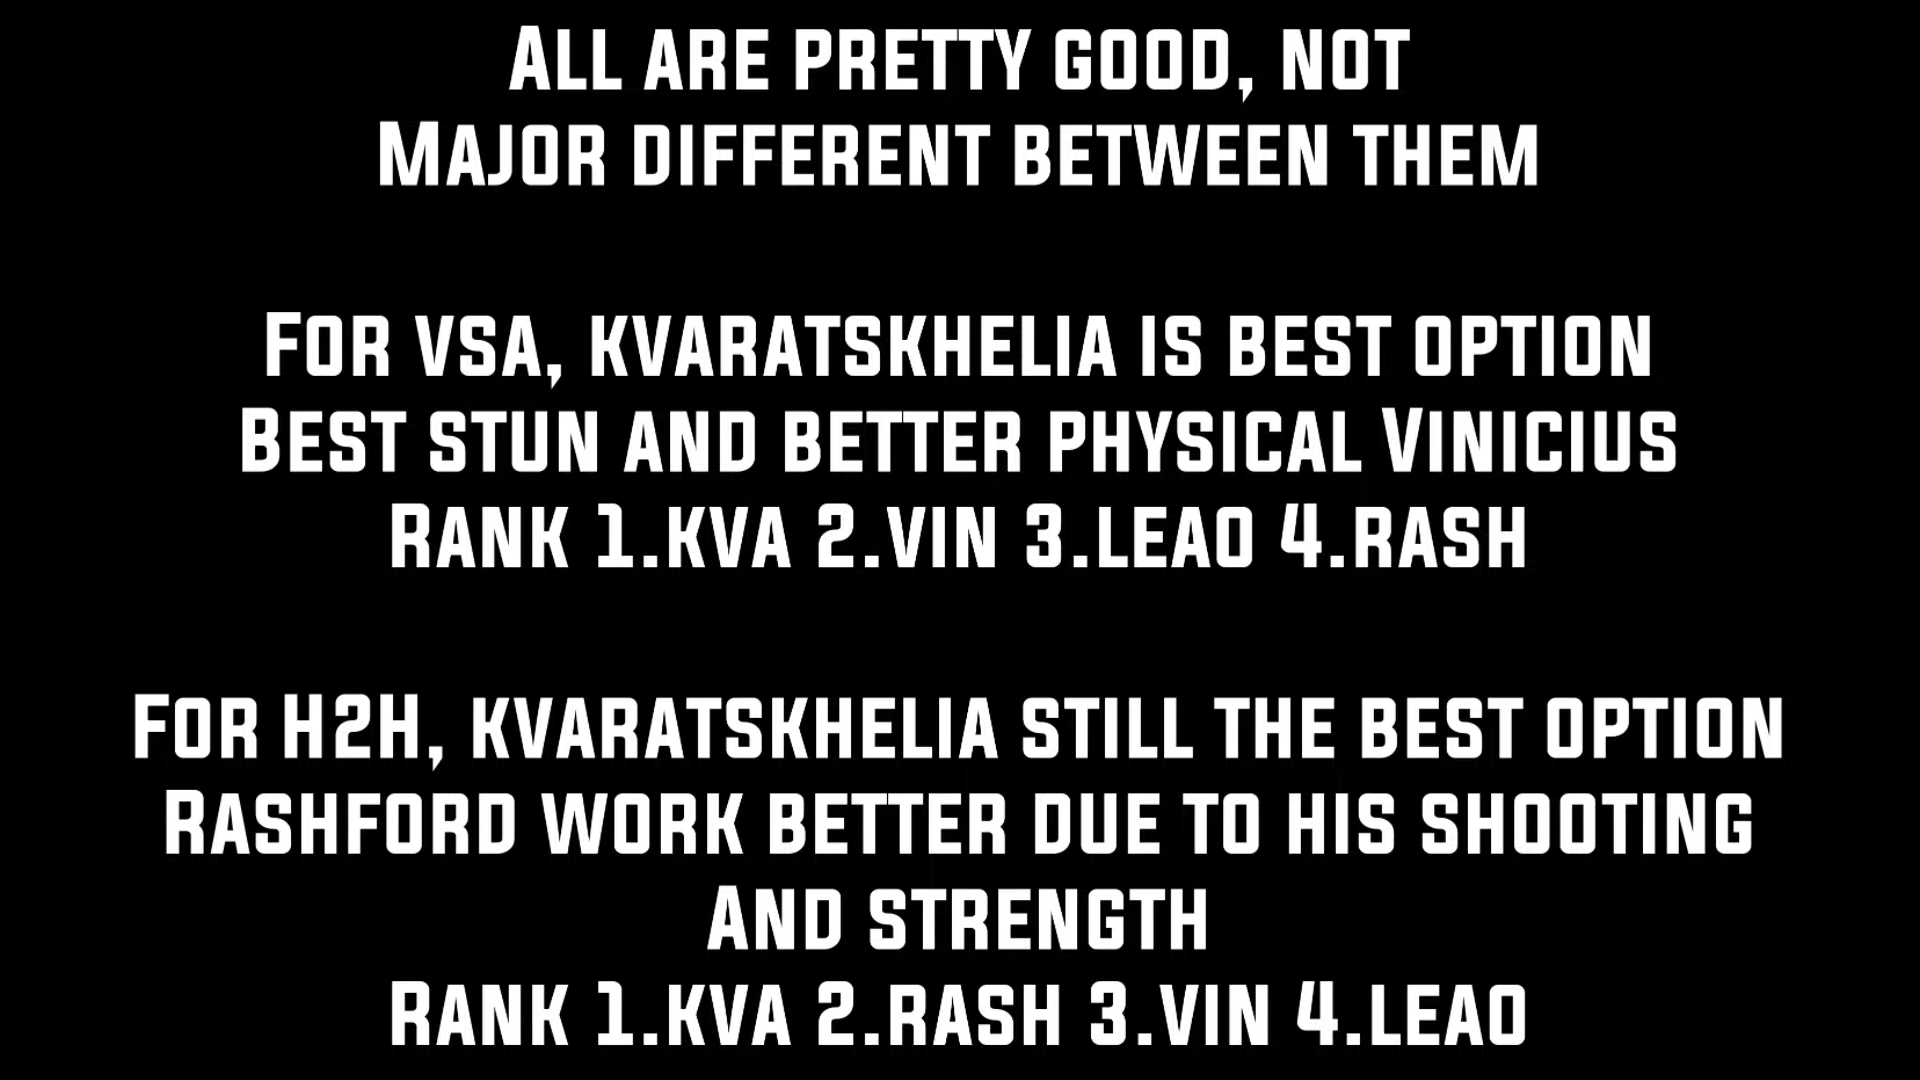 All are pretty good, not
Major different between them
For vsa, kvaratskhelia is best option
Best stun and better physical Vinicius
Rank 1.kva 2.vin 3.leao 4.rash
For H2H, kvaratskhelia still the best option
Rashford work better due to his shooting
And strength
Rank 1.kva 2.rash 3.vin 4.leao